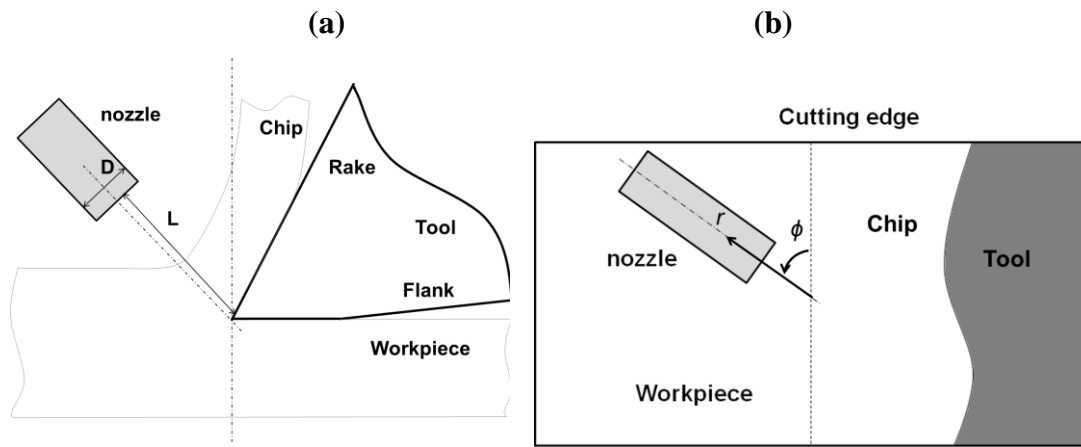 (a)
nozzle
D
L
Chip
Rake
Tool
Flank
Workpiece
(b)
Cutting edge
r
ϕ
nozzle
Chip
Tool
Workpiece